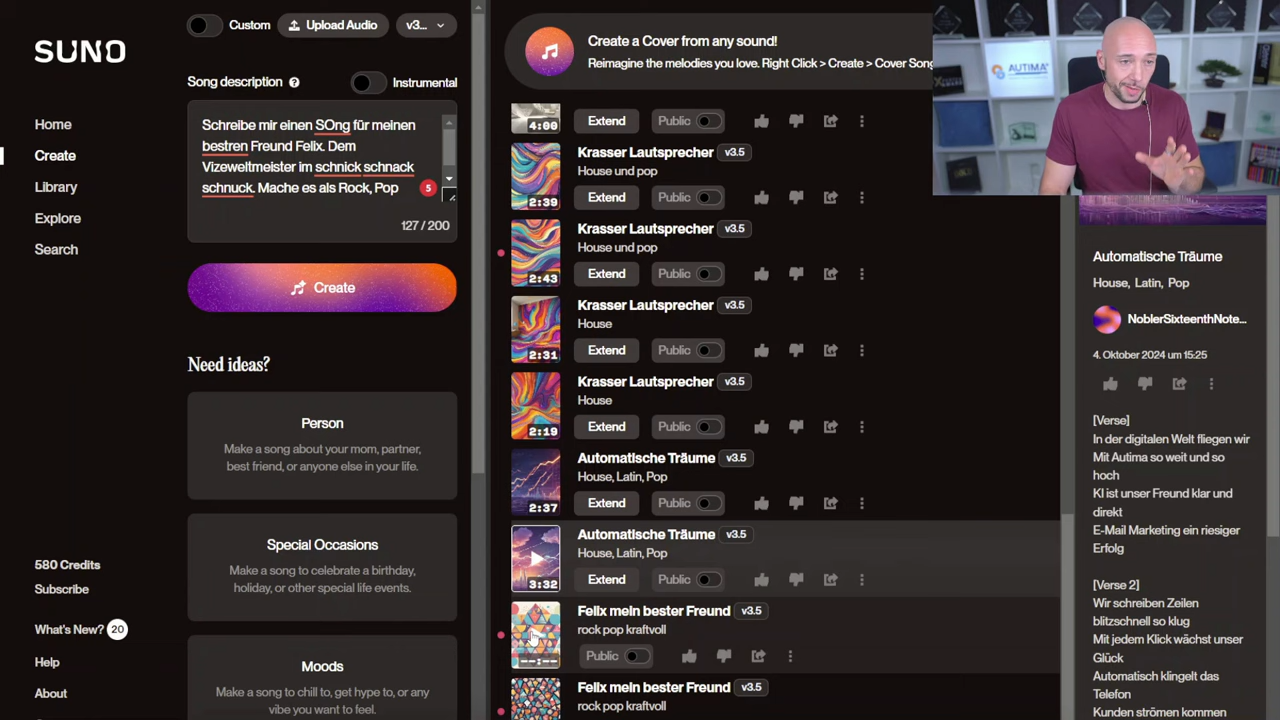 SUNO
Home
Create
Library
Explore
Search
580 Credits
Subscribe
What's New? 20
Help
About
Custom
Upload Audio
v3...
Song description ?
Instrumental
Schreibe mir einen SOng für meinen
bestren Freund Felix. Dem
Vizeweltmeister im schnick schnack
schnuck. Mache es als Rock, Pop
5
127 / 200
Create
Need ideas?
Person
Make a song about your mom, partner,
best friend, or anyone else in your life.
Special Occasions
Make a song to celebrate a birthday,
holiday, or other special life events.
Moods
Make a song to chill to, get hype to, or any
vibe you want to feel.
Create a Cover from any sound!
Reimagine the melodies you love. Right Click > Create > Cover Song
4:00
Extend
Public
Krasser Lautsprecher v3.5
House und pop
2:39
Extend
Public
Krasser Lautsprecher v3.5
House und pop
2:43
Extend
Public
Krasser Lautsprecher v3.5
House
2:31
Extend
Public
Krasser Lautsprecher v3.5
House
2:19
Extend
Public
Automatische Träume v3.5
House, Latin, Pop
2:37
Extend
Public
Automatische Träume v3.5
House, Latin, Pop
3:32
Extend
Public
Felix mein bester Freund v3.5
rock pop kraftvoll
--:--
Public
Felix mein bester Freund v3.5
rock pop kraftvoll
AUTIMA
Automatische Träume
House, Latin, Pop
NoblerSixteenthNote...
4. Oktober 2024 um 15:25
[Verse]
In der digitalen Welt fliegen wir
Mit Autima so weit und so
hoch
KI ist unser Freund klar und
direkt
E-Mail Marketing ein riesiger
Erfolg
[Verse 2]
Wir schreiben Zeilen
blitzschnell so klug
Mit jedem Klick wächst unser
Glück
Automatisch klingelt das
Telefon
Kunden strömen kommen